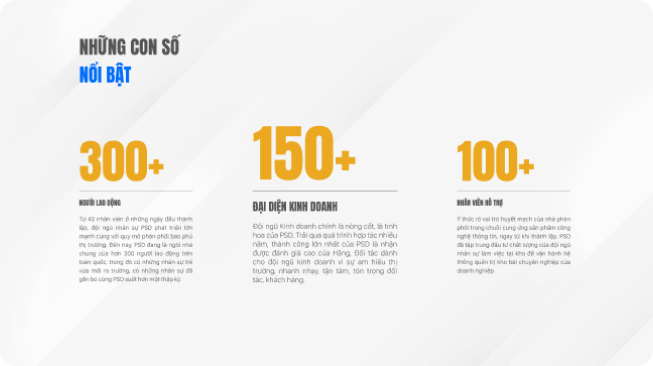 NHỮNG CON SỐ
NỔI BẬT
300+
NGƯỜI LAO ĐỘNG
Từ 40 nhân viên ở những ngày đầu thành
lập, đội ngũ nhân sự PSD phát triển lớn
mạnh cùng với quy mô phân phối bao phủ
thị trường. Đến nay, PSD đang là ngôi nhà
chung của hơn 300 người lao động trên
toàn quốc, trong đó có những nhân sự trẻ
vừa mới ra trường, có những nhân sự đã
gắn bó cùng PSD suốt hơn một thập kỷ.
150+
ĐẠI DIỆN KINH DOANH
Đội ngũ Kinh doanh chính là nòng cốt, là tinh
hoa của PSD. Trải qua quá trình hợp tác nhiều
năm, thành công lớn nhất của PSD là nhận
được đánh giá cao của Hãng, Đối tác dành
cho đội ngũ kinh doanh vì sự am hiểu thị
trường, nhanh nhạy, tận tâm, tôn trọng đối
tác, khách hàng.
100+
NHÂN VIÊN HỖ TRỢ
Ý thức rõ vai trò huyết mạch của nhà phân
phối trong chuỗi cung ứng sản phẩm công
nghệ thông tin, ngay từ khi thành lập, PSD
đã tập trung đầu tư chất lượng của đội ngũ
nhân sự làm việc tại kho để vận hành hệ
thống quản trị kho bãi chuyên nghiệp của
doanh nghiệp.